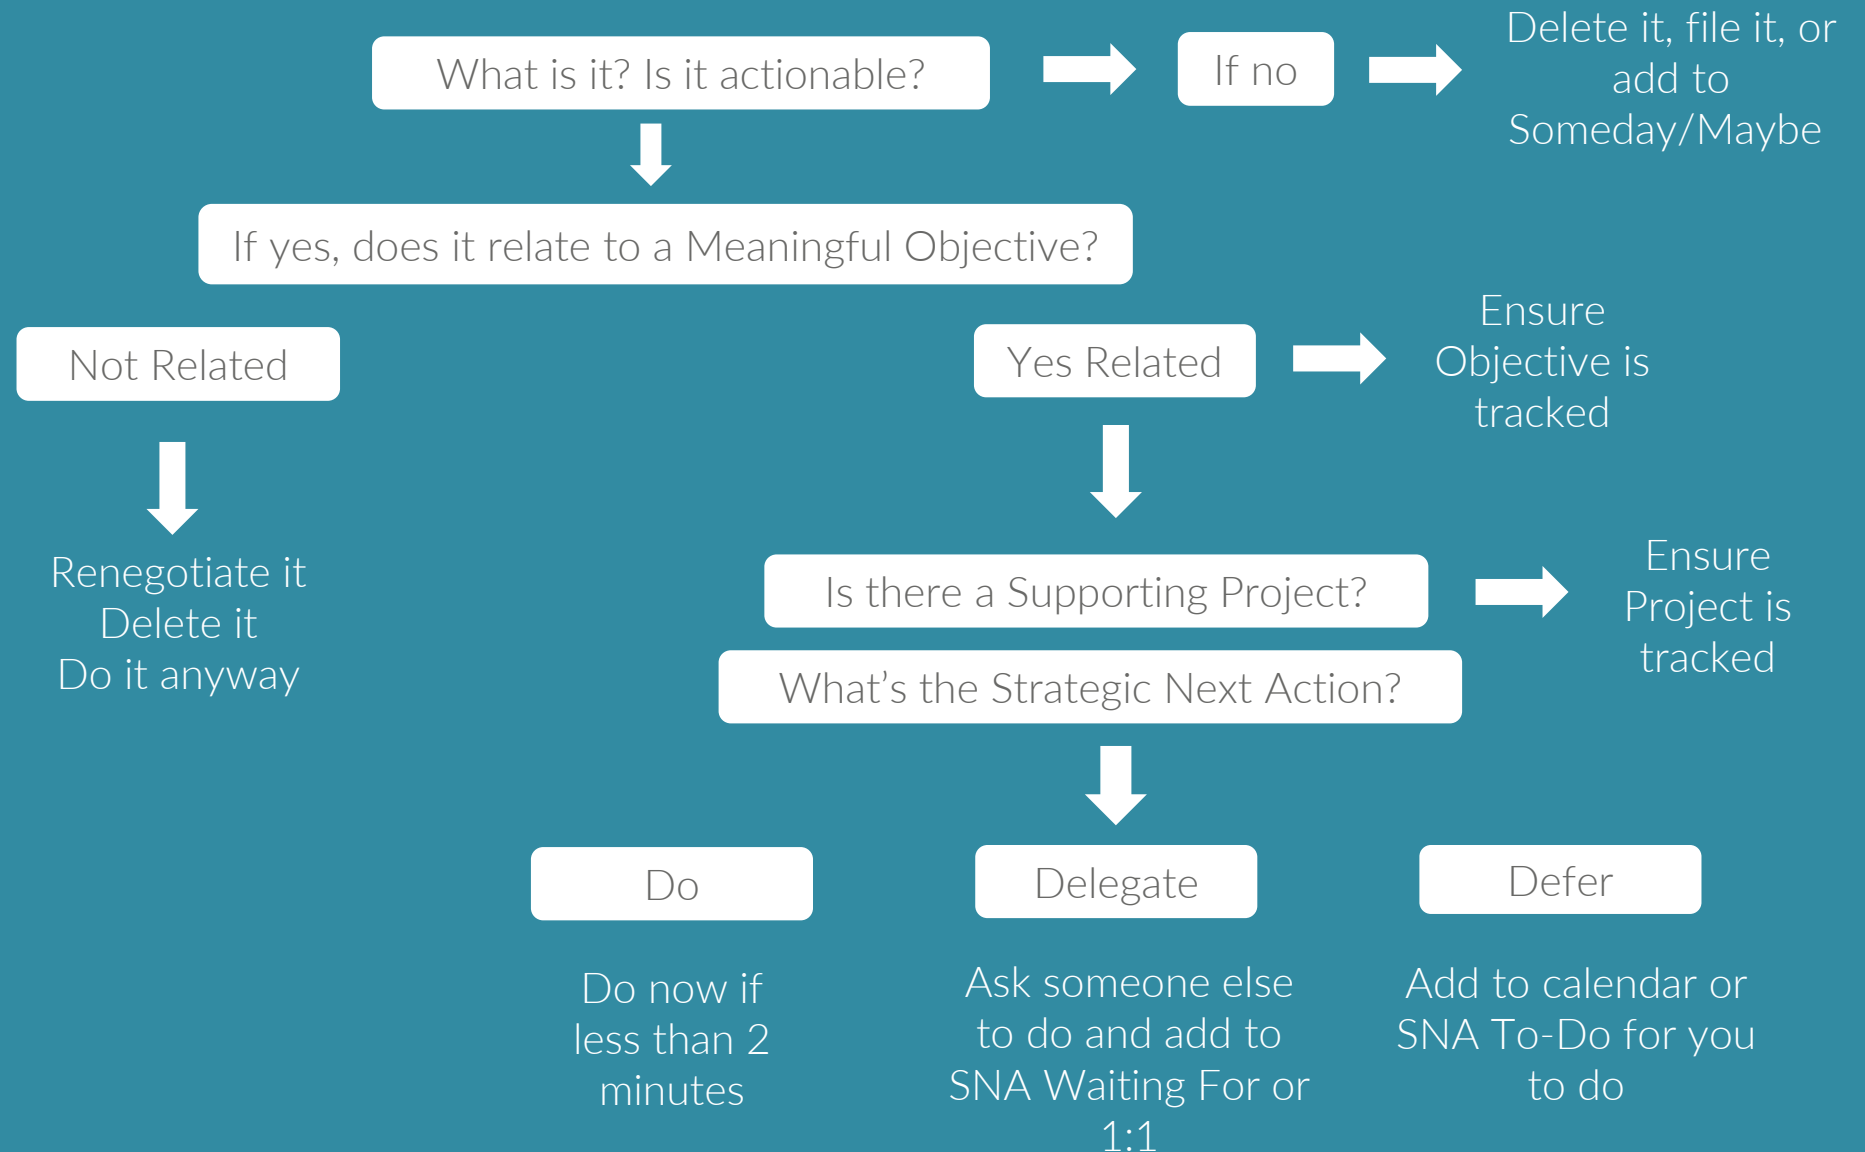 What is it? Is it actionable?
If no
Delete it, file it, or
add to
Someday/Maybe
If yes, does it relate to a Meaningful Objective?
Not Related
Yes Related
Ensure
Objective is
tracked
Renegotiate it
Delete it
Do it anyway
Is there a Supporting Project?
Ensure
Project is
tracked
What’s the Strategic Next Action?
Do
Delegate
Defer
Do now if
less than 2
minutes
Ask someone else
to do and add to
SNA Waiting For or
1:1
Add to calendar or
SNA To-Do for you
to do